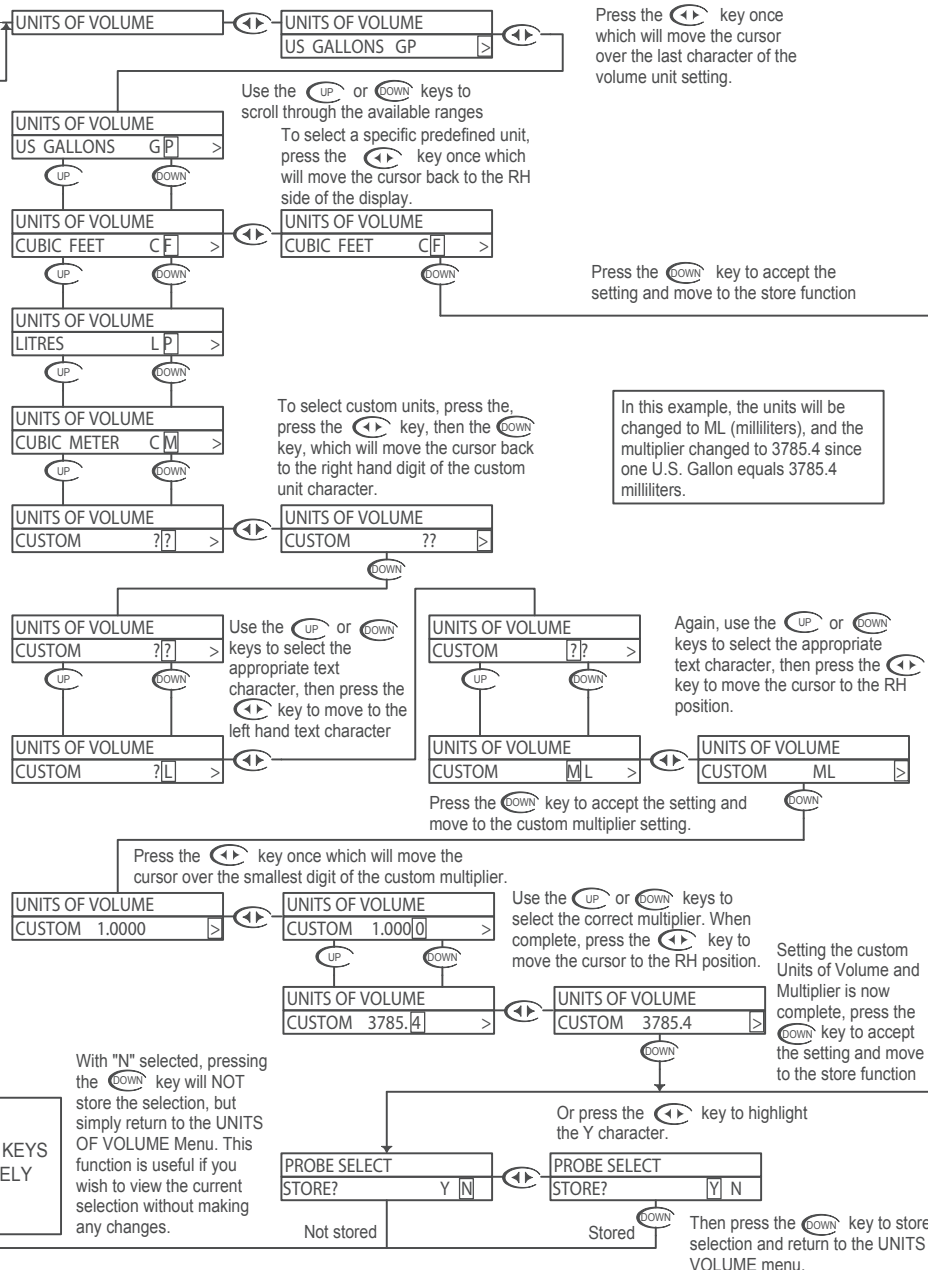 UNITS OF VOLUME
UNITS OF VOLUME
US GALLONS GP >
Press the key once
which will move the cursor
over the last character of the
volume unit setting.
Use the UP or DOWN keys to
scroll through the available ranges
To select a specific predefined unit,
press the key once which
will move the cursor back to the RH
side of the display.
UNITS OF VOLUME
US GALLONS GP >
UP DOWN
UNITS OF VOLUME
CUBIC FEET CF >
UNITS OF VOLUME
CUBIC FEET CF >
UP DOWN
DOWN
Press the DOWN key to accept the
setting and move to the store function
UNITS OF VOLUME
LITRES LP >
UP DOWN
UNITS OF VOLUME
CUBIC METER CM >
UP DOWN
To select custom units, press the,
press the key, then the DOWN
key, which will move the cursor back
to the right hand digit of the custom
unit character.
In this example, the units will be
changed to ML (milliliters), and the
multiplier changed to 3785.4 since
one U.S. Gallon equals 3785.4
milliliters.
UNITS OF VOLUME
CUSTOM ?? >
UNITS OF VOLUME
CUSTOM ?? >
DOWN
UNITS OF VOLUME
CUSTOM ?? >
UP DOWN
UNITS OF VOLUME
CUSTOM ?L >
Use the UP or DOWN
keys to select the
appropriate text
character, then press the
key to move to the
left hand text character
UNITS OF VOLUME
CUSTOM ?? >
UP DOWN
UNITS OF VOLUME
CUSTOM ML >
Again, use the UP or DOWN
keys to select the appropriate
text character, then press the
key to move the cursor to the RH
position.
UNITS OF VOLUME
CUSTOM ML >
DOWN
Press the DOWN key to accept the setting and
move to the custom multiplier setting.
Press the key once which will move the
cursor over the smallest digit of the custom multiplier.
UNITS OF VOLUME
CUSTOM 1.0000 >
UNITS OF VOLUME
CUSTOM 1.0000 >
UP DOWN
Use the UP or DOWN keys to
select the correct multiplier. When
complete, press the key to
move the cursor to the RH position.
UNITS OF VOLUME
CUSTOM 3785.4 >
UNITS OF VOLUME
CUSTOM 3785.4 >
DOWN
Setting the custom
Units of Volume and
Multiplier is now
complete, press the
DOWN key to accept
the setting and move
to the store function
With "N" selected, pressing
the DOWN key will NOT
store the selection, but
simply return to the UNITS
OF VOLUME Menu. This
function is useful if you
wish to view the current
selection without making
any changes.
KEYS
ELY
Or press the key to highlight
the Y character.
PROBE SELECT
STORE? Y N
PROBE SELECT
STORE? Y N
Not stored
Stored
DOWN
Then press the DOWN key to store
selection and return to the UNITS
VOLUME menu.